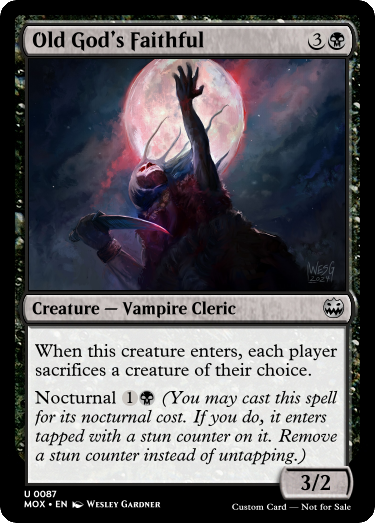 Old God's Faithful 3
WESG
2024
Creature — Vampire Cleric
When this creature enters, each player
sacrifices a creature of their choice.
Nocturnal 1 (You may cast this spell
for its nocturnal cost. If you do, it enters
tapped with a stun counter on it. Remove
a stun counter instead of untapping.)
3/2
U 0087
MOX • EN Wesley Gardner
Custom Card — Not for Sale